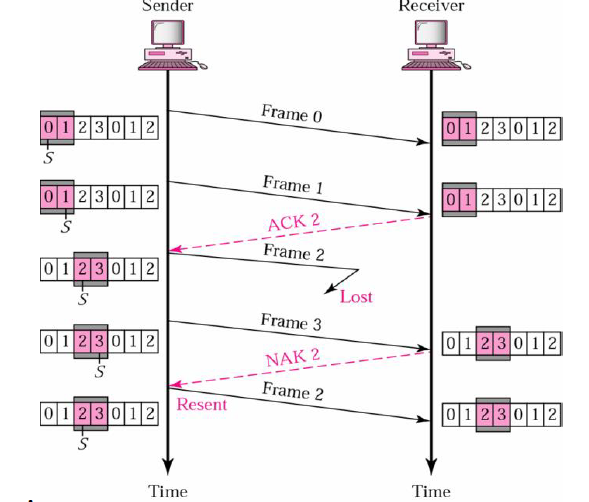 Sender Receiver
Frame 0
0 1 2 3 0 1 2
0 1 2 3 0 1 2
S
Frame 1
0 1 2 3 0 1 2
0 1 2 3 0 1 2
S
ACK 2
Frame 2
0 1 2 3 0 1 2
S
Lost
Frame 3
0 1 2 3 0 1 2
0 1 2 3 0 1 2
S
NAK 2
Frame 2
Resent
0 1 2 3 0 1 2
0 1 2 3 0 1 2
S
Time Time